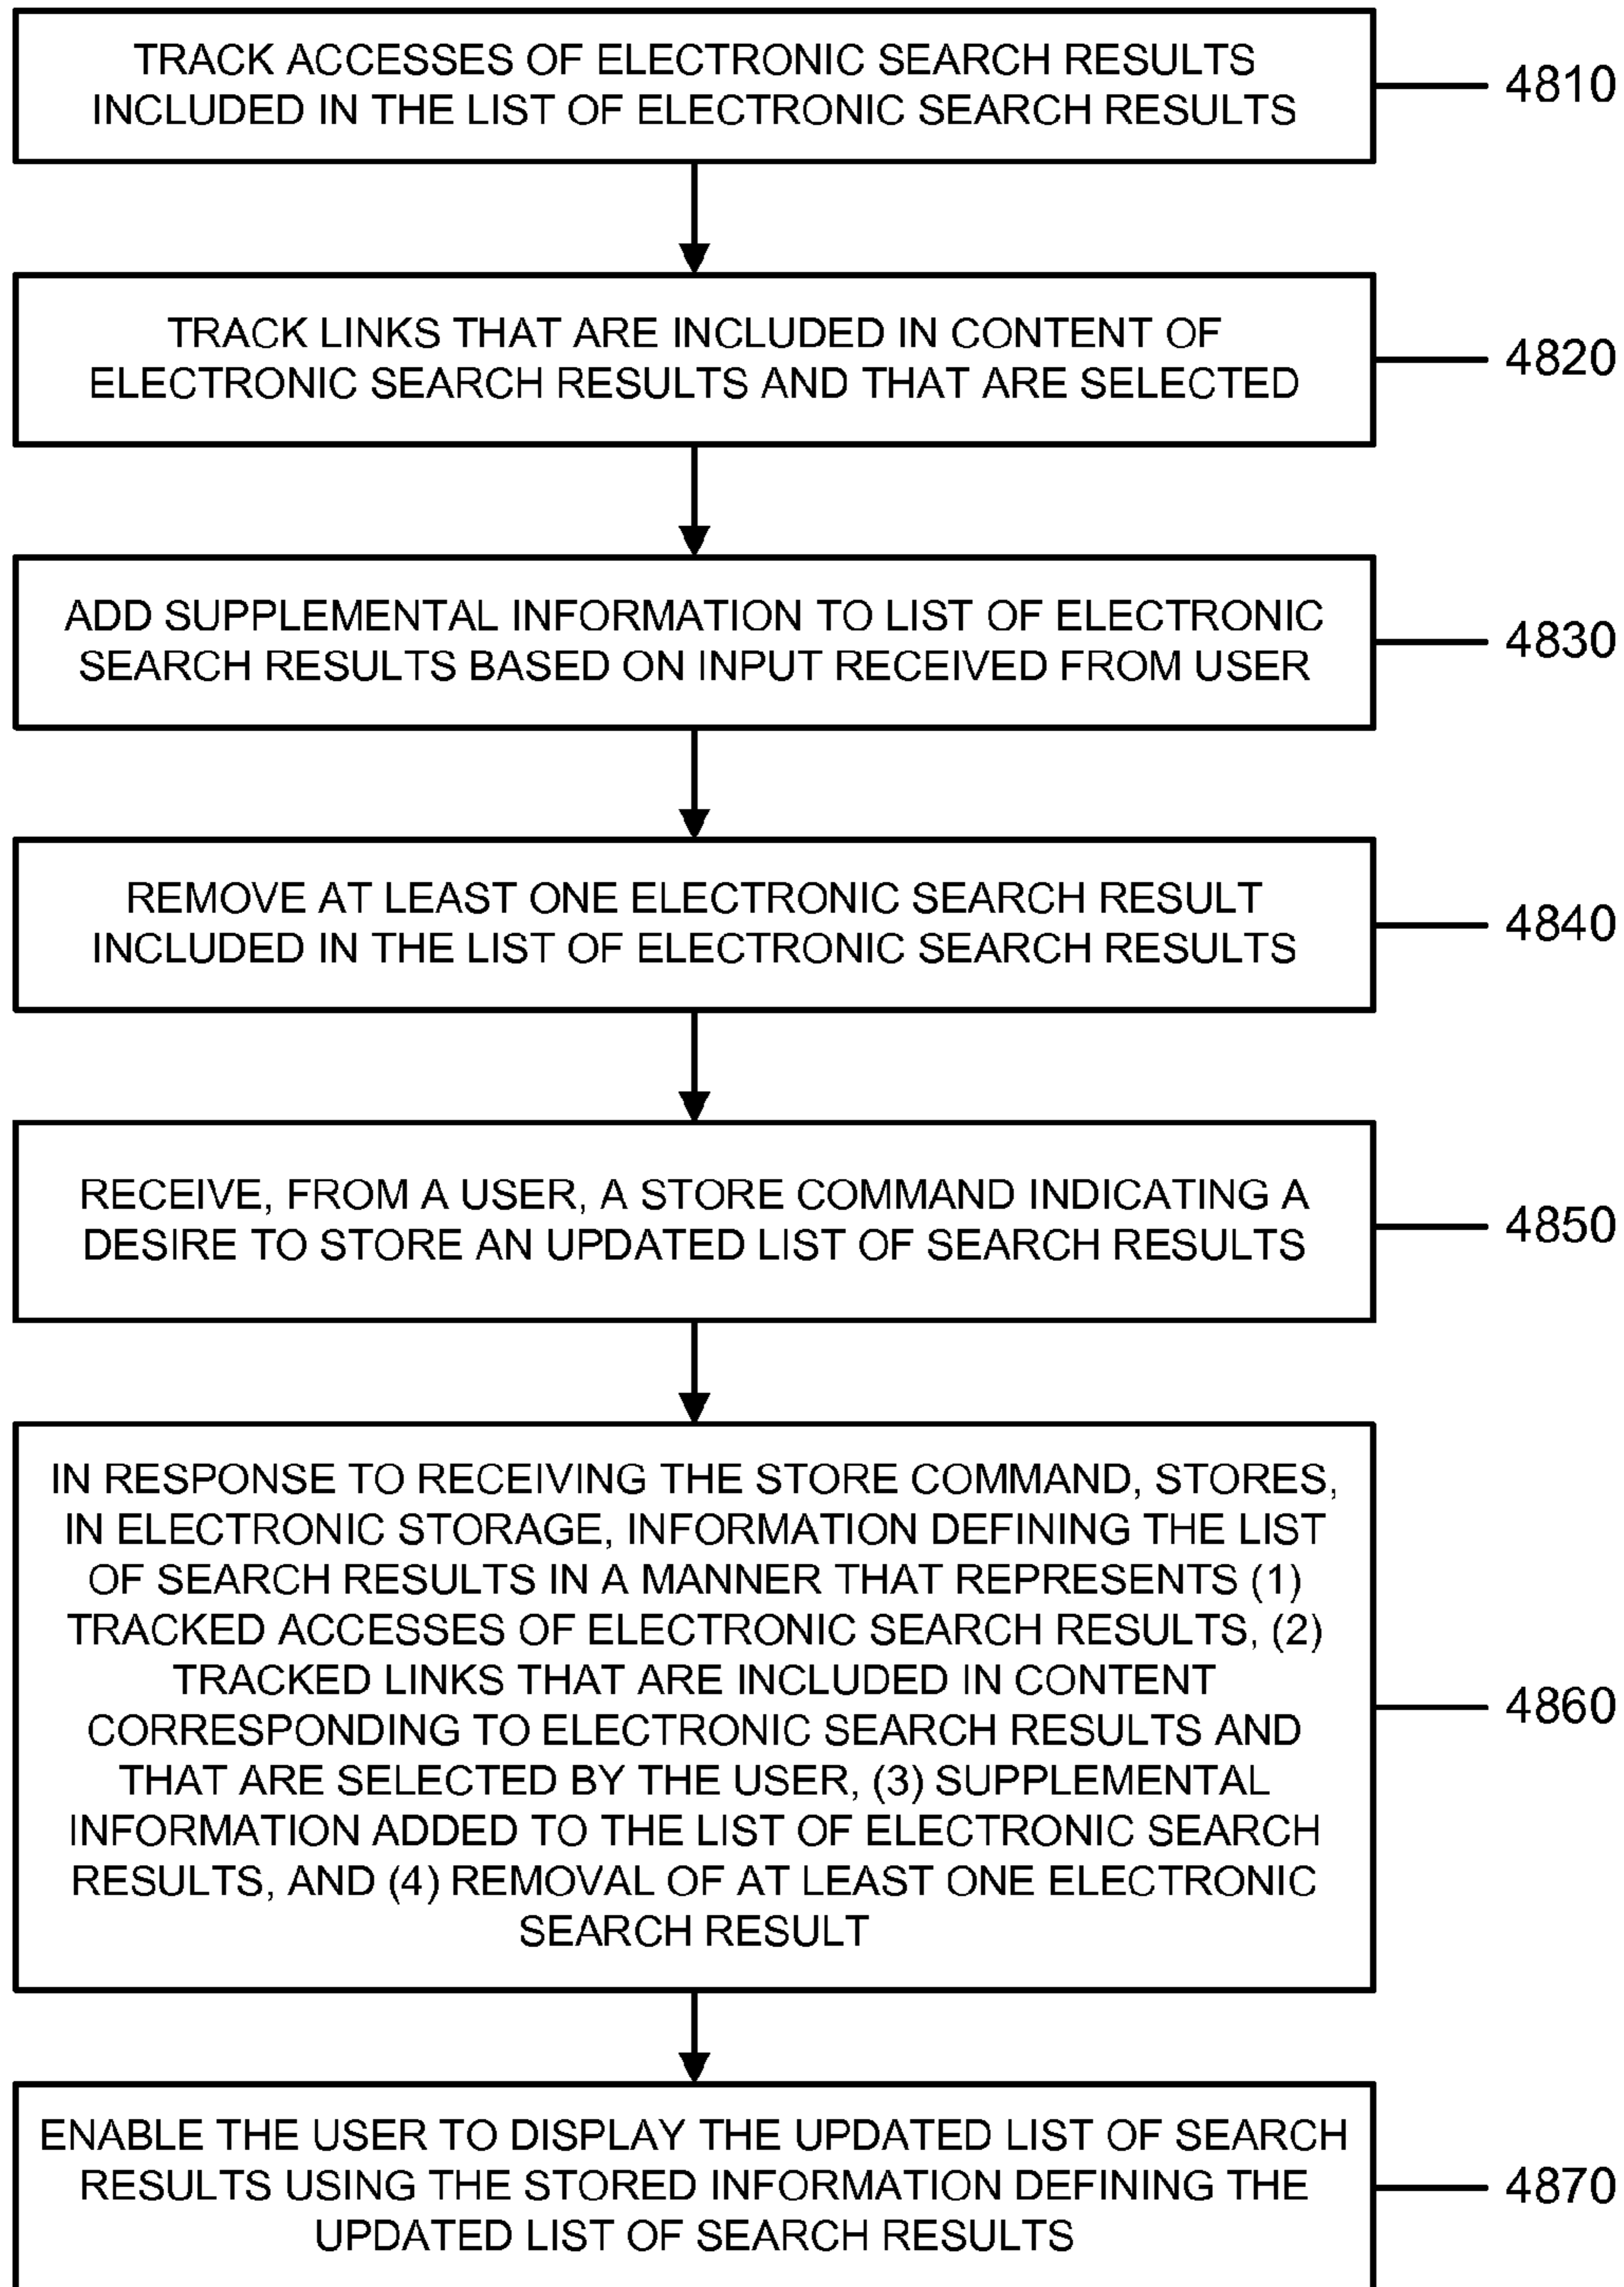 TRACK ACCESSES OF ELECTRONIC SEARCH RESULTS
INCLUDED IN THE LIST OF ELECTRONIC SEARCH RESULTS
4810
TRACK LINKS THAT ARE INCLUDED IN CONTENT OF
ELECTRONIC SEARCH RESULTS AND THAT ARE SELECTED
4820
ADD SUPPLEMENTAL INFORMATION TO LIST OF ELECTRONIC
SEARCH RESULTS BASED ON INPUT RECEIVED FROM USER
4830
REMOVE AT LEAST ONE ELECTRONIC SEARCH RESULT
INCLUDED IN THE LIST OF ELECTRONIC SEARCH RESULTS
4840
RECEIVE, FROM A USER, A STORE COMMAND INDICATING A
DESIRE TO STORE AN UPDATED LIST OF SEARCH RESULTS
4850
IN RESPONSE TO RECEIVING THE STORE COMMAND, STORES,
IN ELECTRONIC STORAGE, INFORMATION DEFINING THE LIST
OF SEARCH RESULTS IN A MANNER THAT REPRESENTS (1)
TRACKED ACCESSES OF ELECTRONIC SEARCH RESULTS, (2)
TRACKED LINKS THAT ARE INCLUDED IN CONTENT
CORRESPONDING TO ELECTRONIC SEARCH RESULTS AND
THAT ARE SELECTED BY THE USER, (3) SUPPLEMENTAL
INFORMATION ADDED TO THE LIST OF ELECTRONIC SEARCH
RESULTS, AND (4) REMOVAL OF AT LEAST ONE ELECTRONIC
SEARCH RESULT
4860
ENABLE THE USER TO DISPLAY THE UPDATED LIST OF SEARCH
RESULTS USING THE STORED INFORMATION DEFINING THE
UPDATED LIST OF SEARCH RESULTS
4870